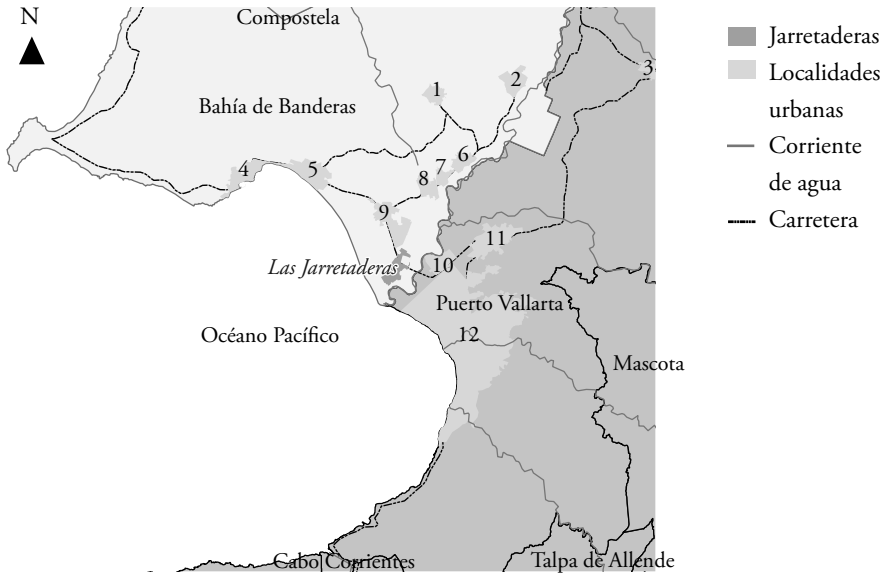 N
Compostela
Jarretaderas
Localidades
urbanas
Corriente
de agua
Carretera
3
2
1
Bahía de Banderas
6
7
4
5
8
9
11
Las Jarretaderas
10
Puerto Vallarta
Océano Pacífico
12
Mascota
Cabo Corrientes
Talpa de Allende